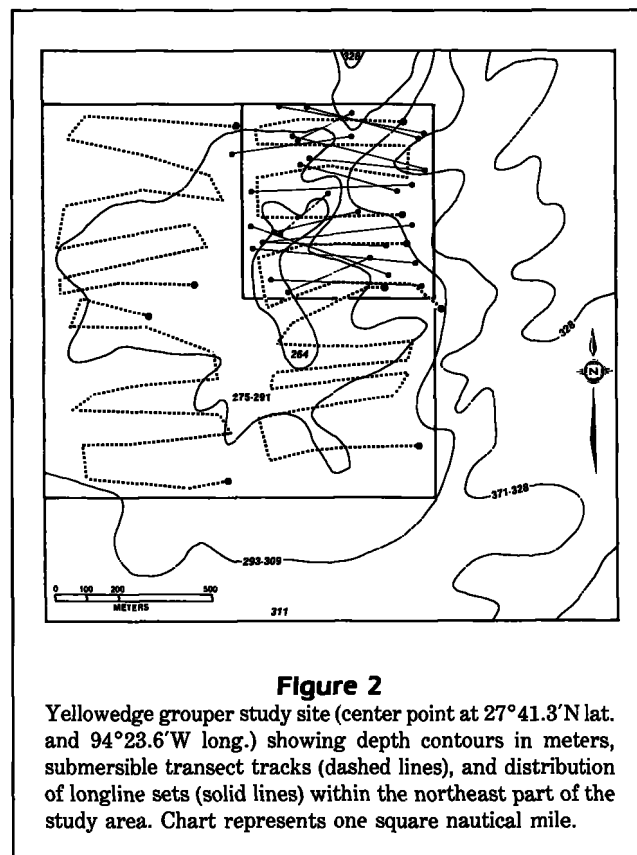 328
264
275-291
328
N
371-328
293-309
0 100 200 500
METERS
311
Figure 2
Yellowedge grouper study site (center point at 27°41.3′N lat.
and 94°23.6′W long.) showing depth contours in meters,
submersible transect tracks (dashed lines), and distribution
of longline sets (solid lines) within the northeast part of the
study area. Chart represents one square nautical mile.